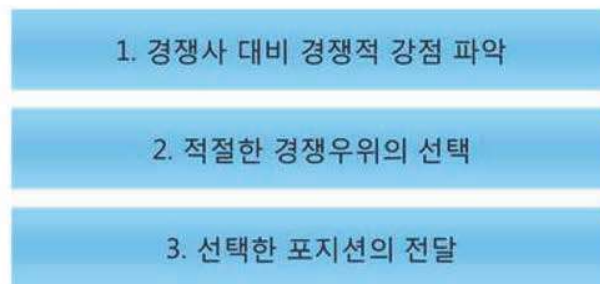 1. 경쟁사 대비 경쟁적 강점 파악
2. 적절한 경쟁우위의 선택
3. 선택한 포지션의 전달